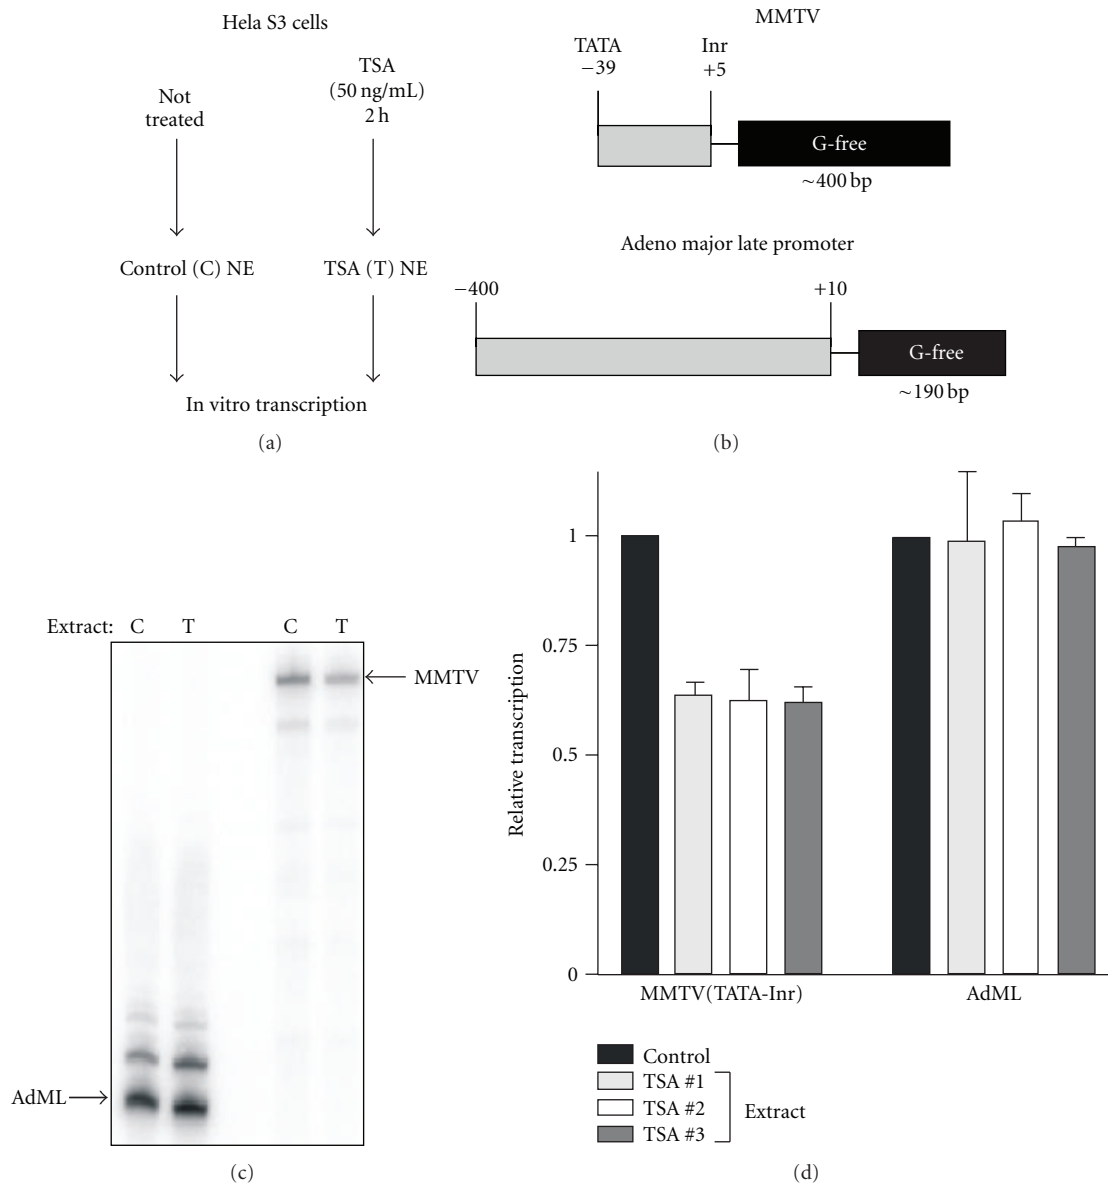 Hela S3 cells
Not
treated
TSA
(50 ng/mL)
2 h
Control (C) NE
TSA (T) NE
In vitro transcription
(a)
MMTV
TATA
−39
Inr
+5
G-free
∼400 bp
Adeno major late promoter
−400
+10
G-free
∼190 bp
(b)
Extract: C T C T
MMTV
AdML
(c)
Relative transcription
1
0.75
0.5
0.25
0
MMTV(TATA-Inr)
AdML
Control
TSA #1
TSA #2
TSA #3
Extract
(d)